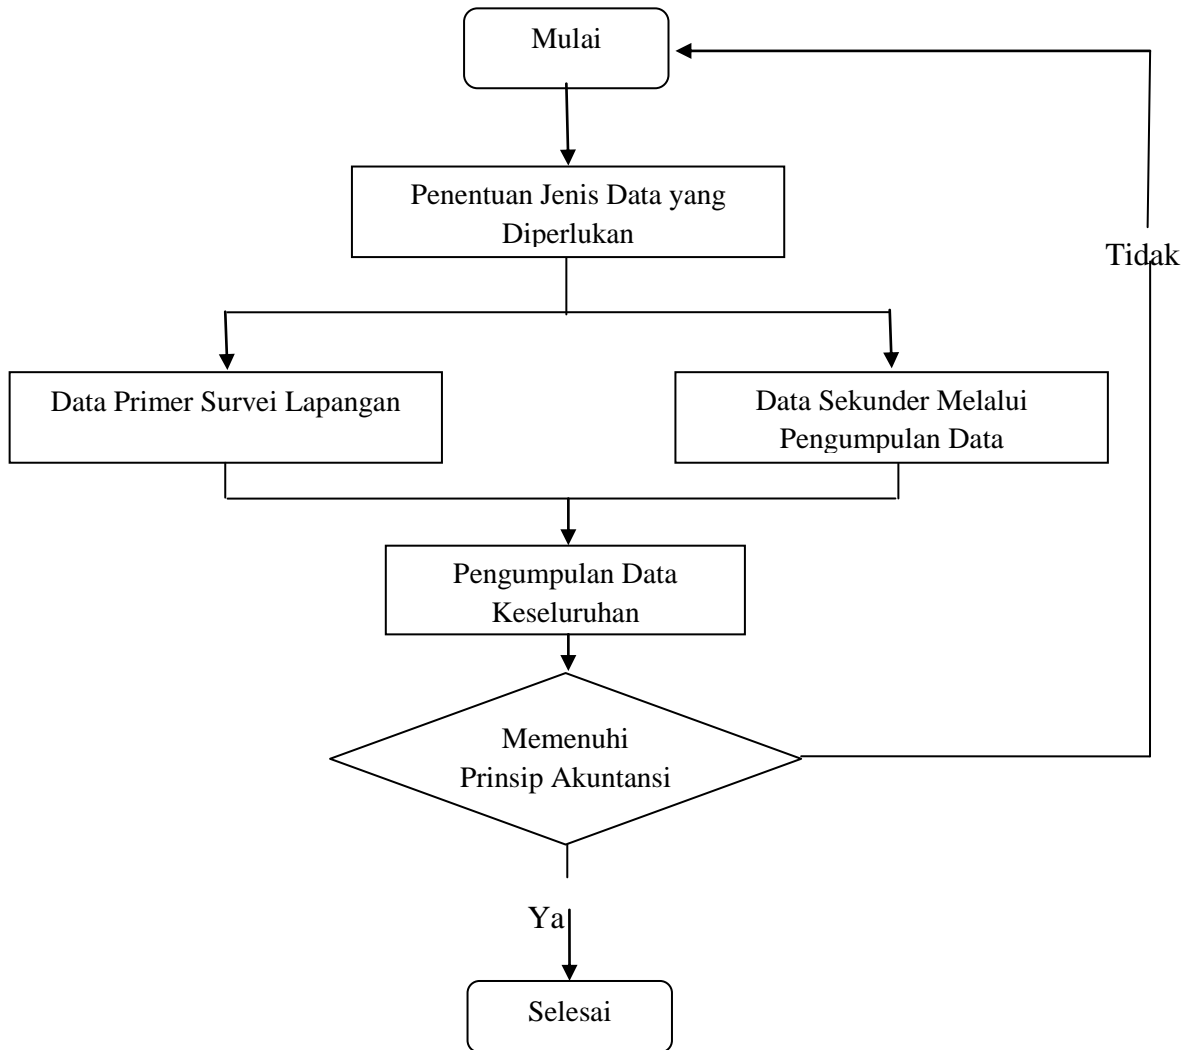 Mulai
Penentuan Jenis Data yang
Diperlukan
Tidak
Data Primer Survei Lapangan
Data Sekunder Melalui
Pengumpulan Data
Pengumpulan Data
Keseluruhan
Memenuhi
Prinsip Akuntansi
Ya
Selesai